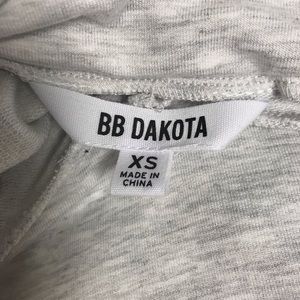 BB DAKOTA
XS
MADE IN
CHINA